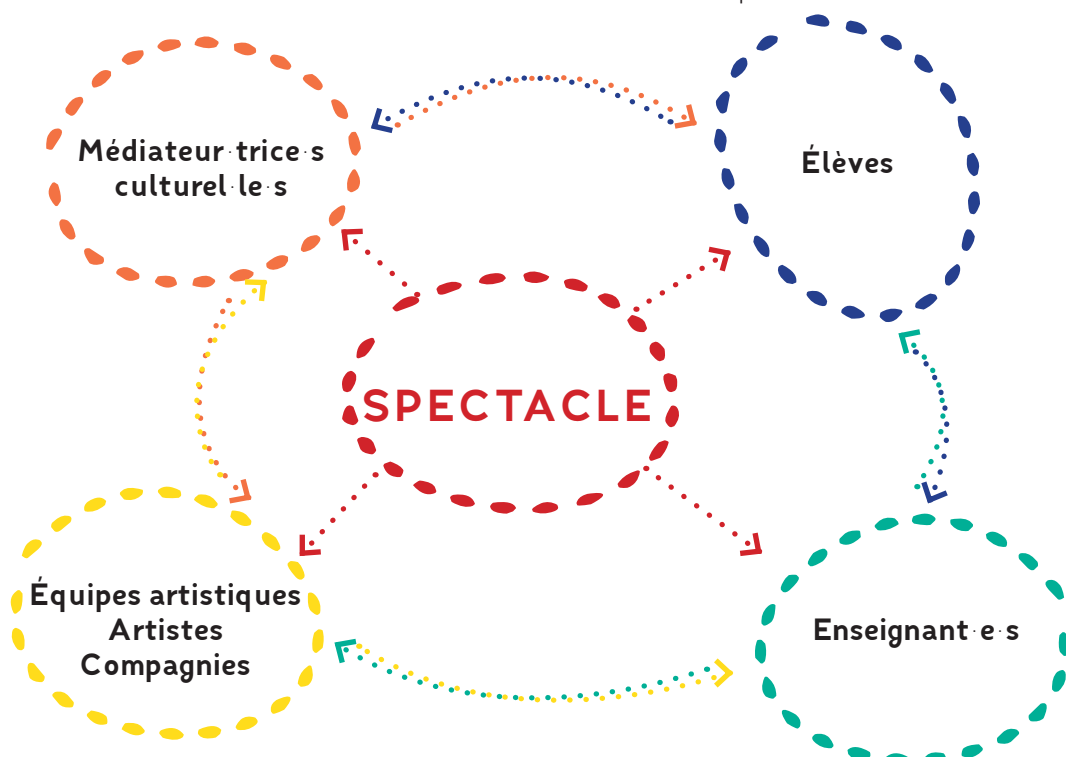 Médiateur·trice·s
culturel·le·s
Élèves
SPECTACLE
Équipes artistiques
Artistes
Compagnies
Enseignant·e·s